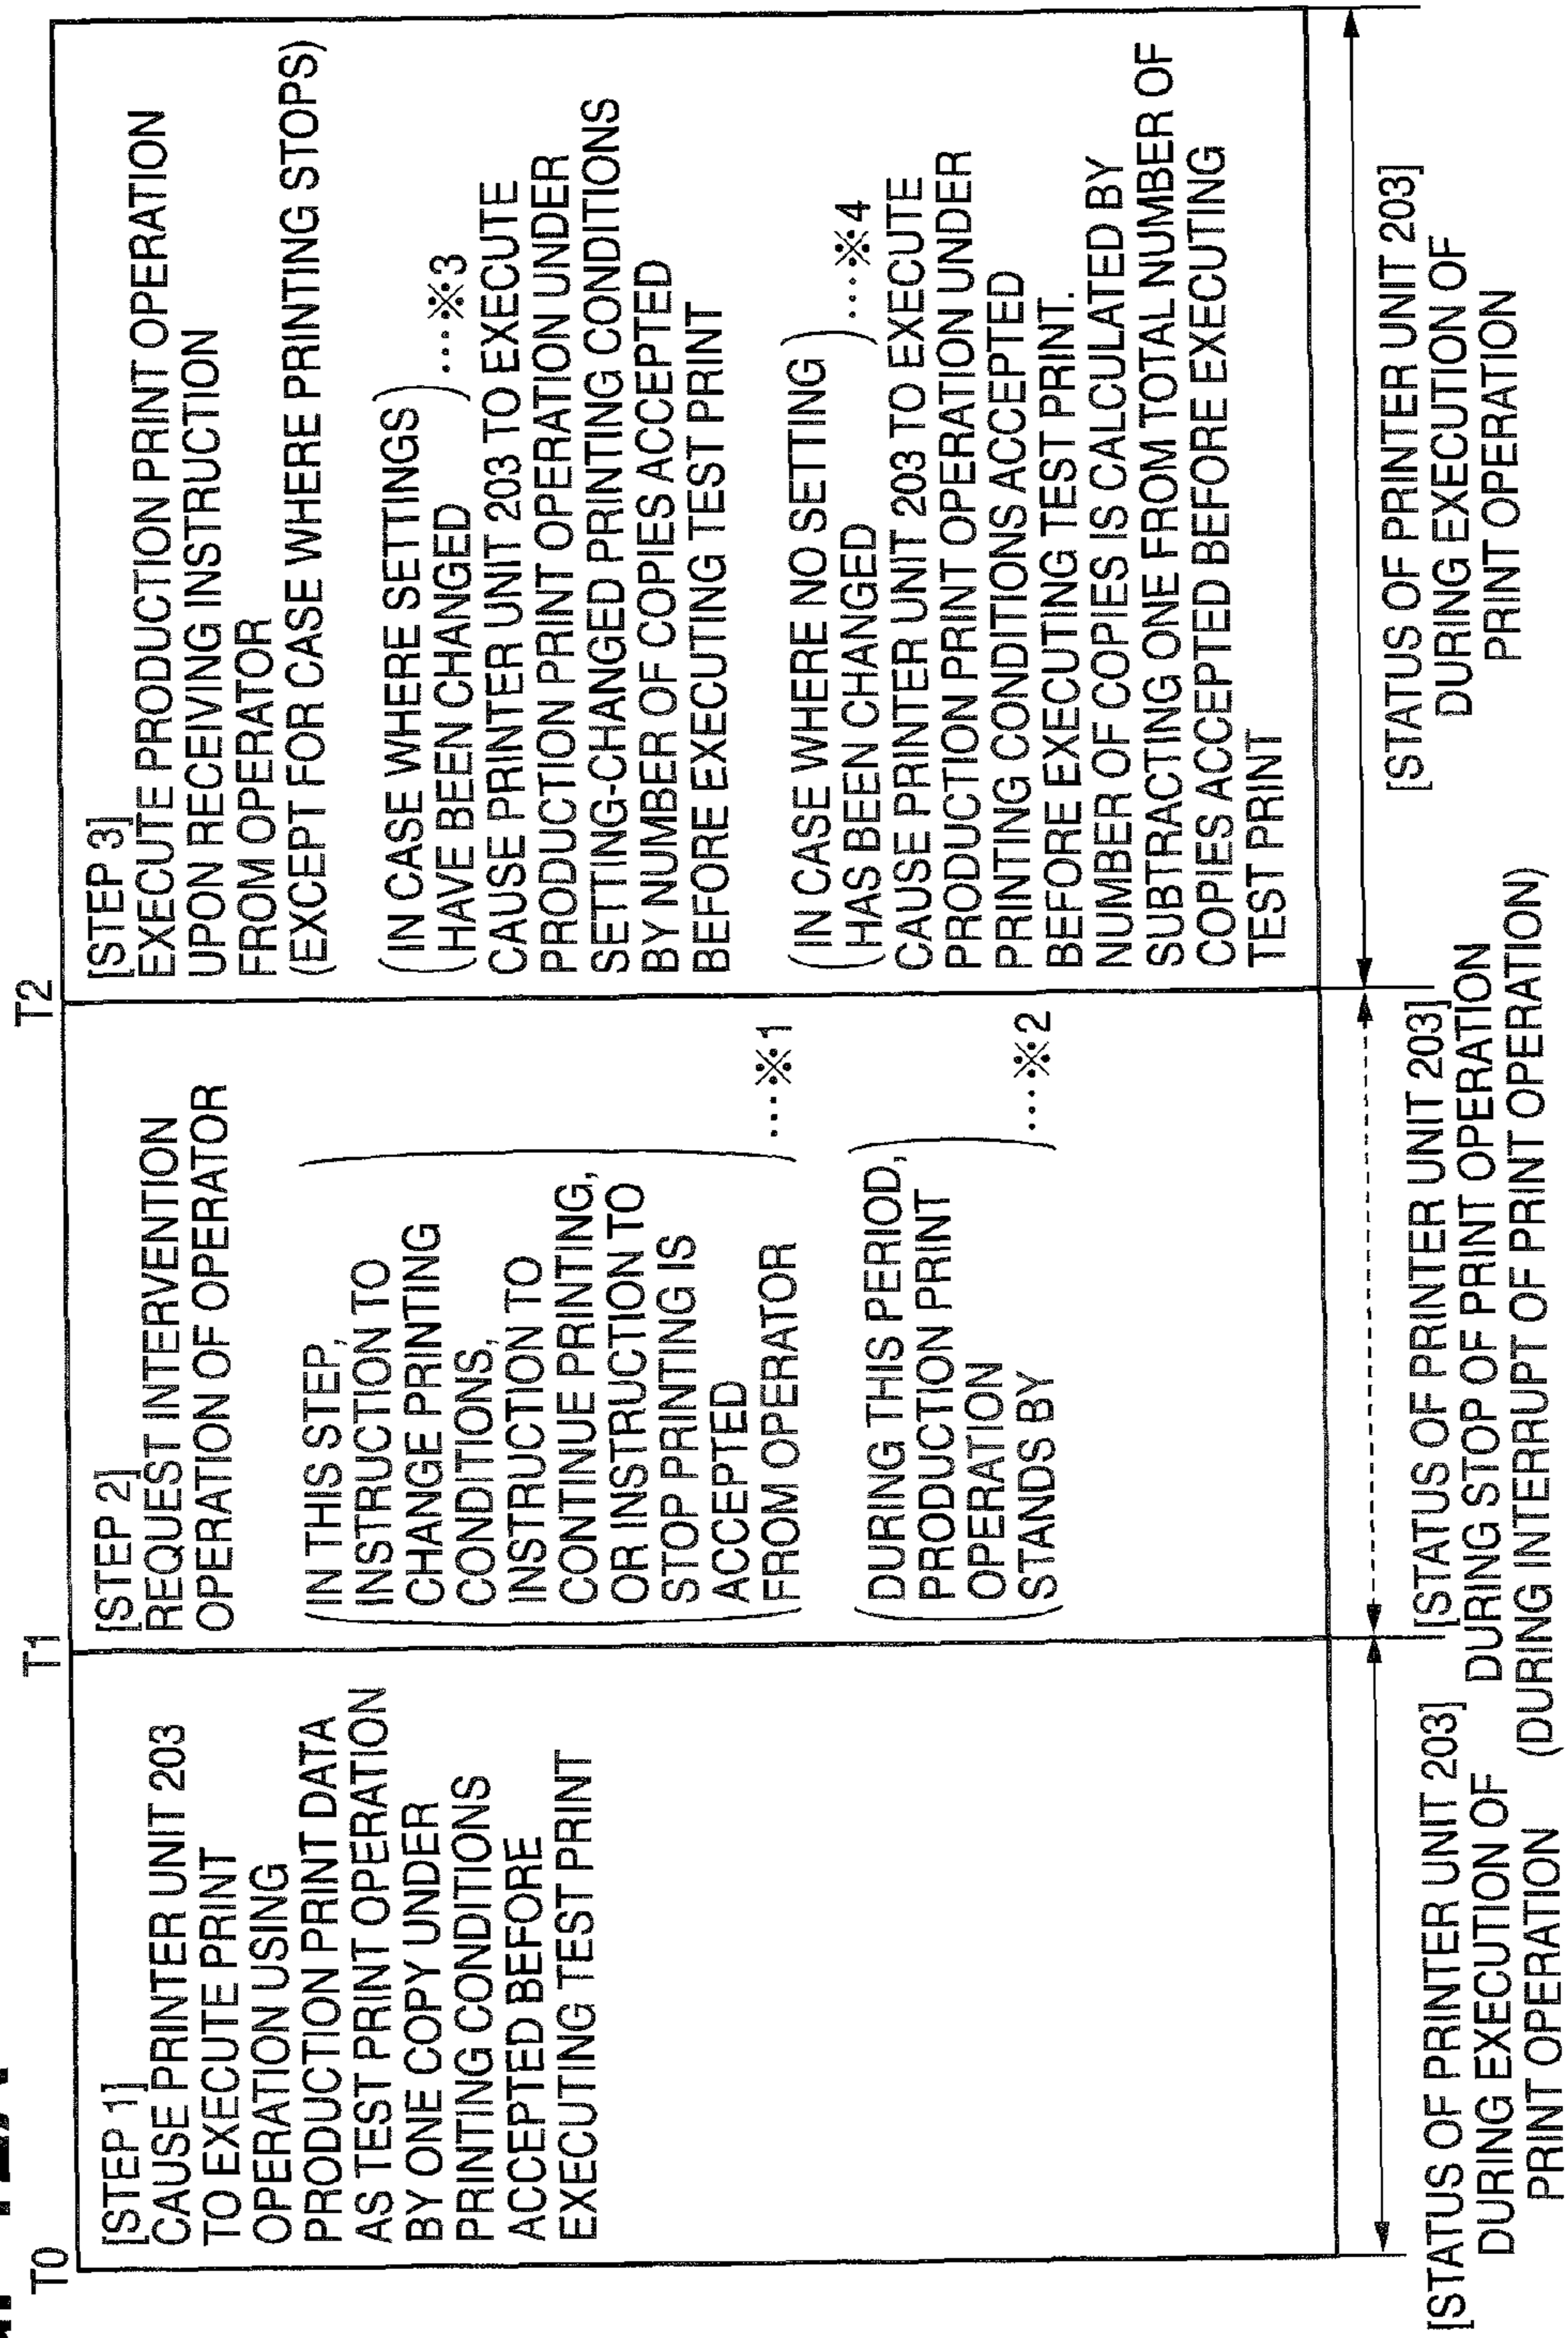 T0
[STEP 1]
CAUSE PRINTER UNIT 203
TO EXECUTE PRINT
OPERATION USING
PRODUCTION PRINT DATA
AS TEST PRINT OPERATION
BY ONE COPY UNDER
PRINTING CONDITIONS
ACCEPTED BEFORE
EXECUTING TEST PRINT
[STATUS OF PRINTER UNIT 203]
DURING EXECUTION OF
PRINT OPERATION
T1
[STEP 2]
REQUEST INTERVENTION
OPERATION OF OPERATOR
(IN THIS STEP,
INSTRUCTION TO
CHANGE PRINTING
CONDITIONS,
INSTRUCTION TO
CONTINUE PRINTING,
OR INSTRUCTION TO
STOP PRINTING IS
ACCEPTED
FROM OPERATOR) ...※1
(DURING THIS PERIOD,
PRODUCTION PRINT
OPERATION
STANDS BY) ...※2
[STATUS OF PRINTER UNIT 203]
DURING STOP OF PRINT OPERATION
(DURING INTERRUPT OF PRINT OPERATION)
T2
[STEP 3]
EXECUTE PRODUCTION PRINT OPERATION
UPON RECEIVING INSTRUCTION
FROM OPERATOR
(EXCEPT FOR CASE WHERE PRINTING STOPS)
(IN CASE WHERE SETTINGS
HAVE BEEN CHANGED) ...※3
CAUSE PRINTER UNIT 203 TO EXECUTE
PRODUCTION PRINT OPERATION UNDER
SETTING-CHANGED PRINTING CONDITIONS
BY NUMBER OF COPIES ACCEPTED
BEFORE EXECUTING TEST PRINT
(IN CASE WHERE NO SETTING
HAS BEEN CHANGED) ...※4
CAUSE PRINTER UNIT 203 TO EXECUTE
PRODUCTION PRINT OPERATION UNDER
PRINTING CONDITIONS ACCEPTED
BEFORE EXECUTING TEST PRINT.
NUMBER OF COPIES IS CALCULATED BY
SUBTRACTING ONE FROM TOTAL NUMBER OF
COPIES ACCEPTED BEFORE EXECUTING
TEST PRINT
[STATUS OF PRINTER UNIT 203]
DURING EXECUTION OF
PRINT OPERATION